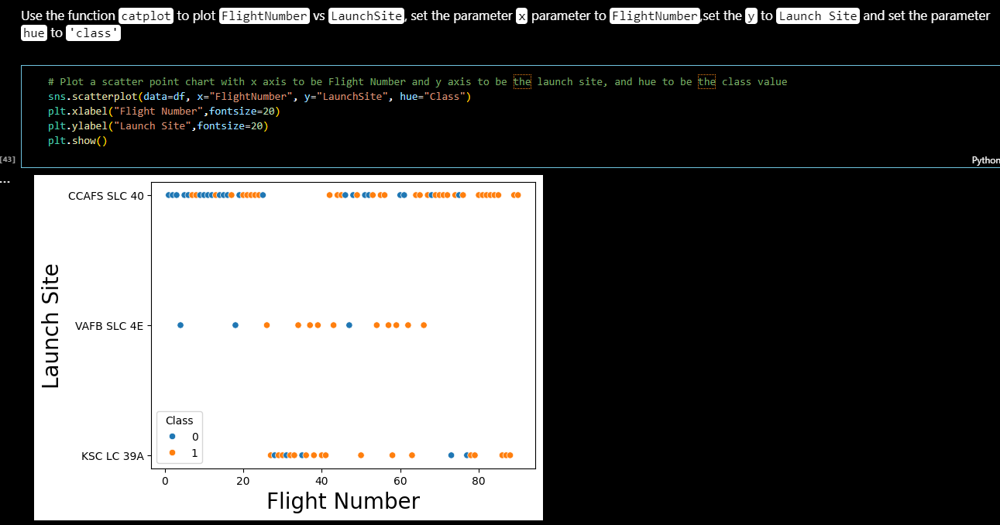 Use the function catplot to plot FlightNumber vs LaunchSite, set the parameter x parameter to FlightNumber,set the y to Launch Site and set the parameter
hue to 'class'
# Plot a scatter point chart with x axis to be Flight Number and y axis to be the launch site, and hue to be the class value
sns.scatterplot(data=df, x="FlightNumber", y="LaunchSite", hue="Class")
plt.xlabel("Flight Number",fontsize=20)
plt.ylabel("Launch Site",fontsize=20)
plt.show()
[43]
Python
...
CCAFS SLC 40
VAFB SLC 4E
KSC LC 39A
Launch Site
Class
0
1
0 20 40 60 80
Flight Number